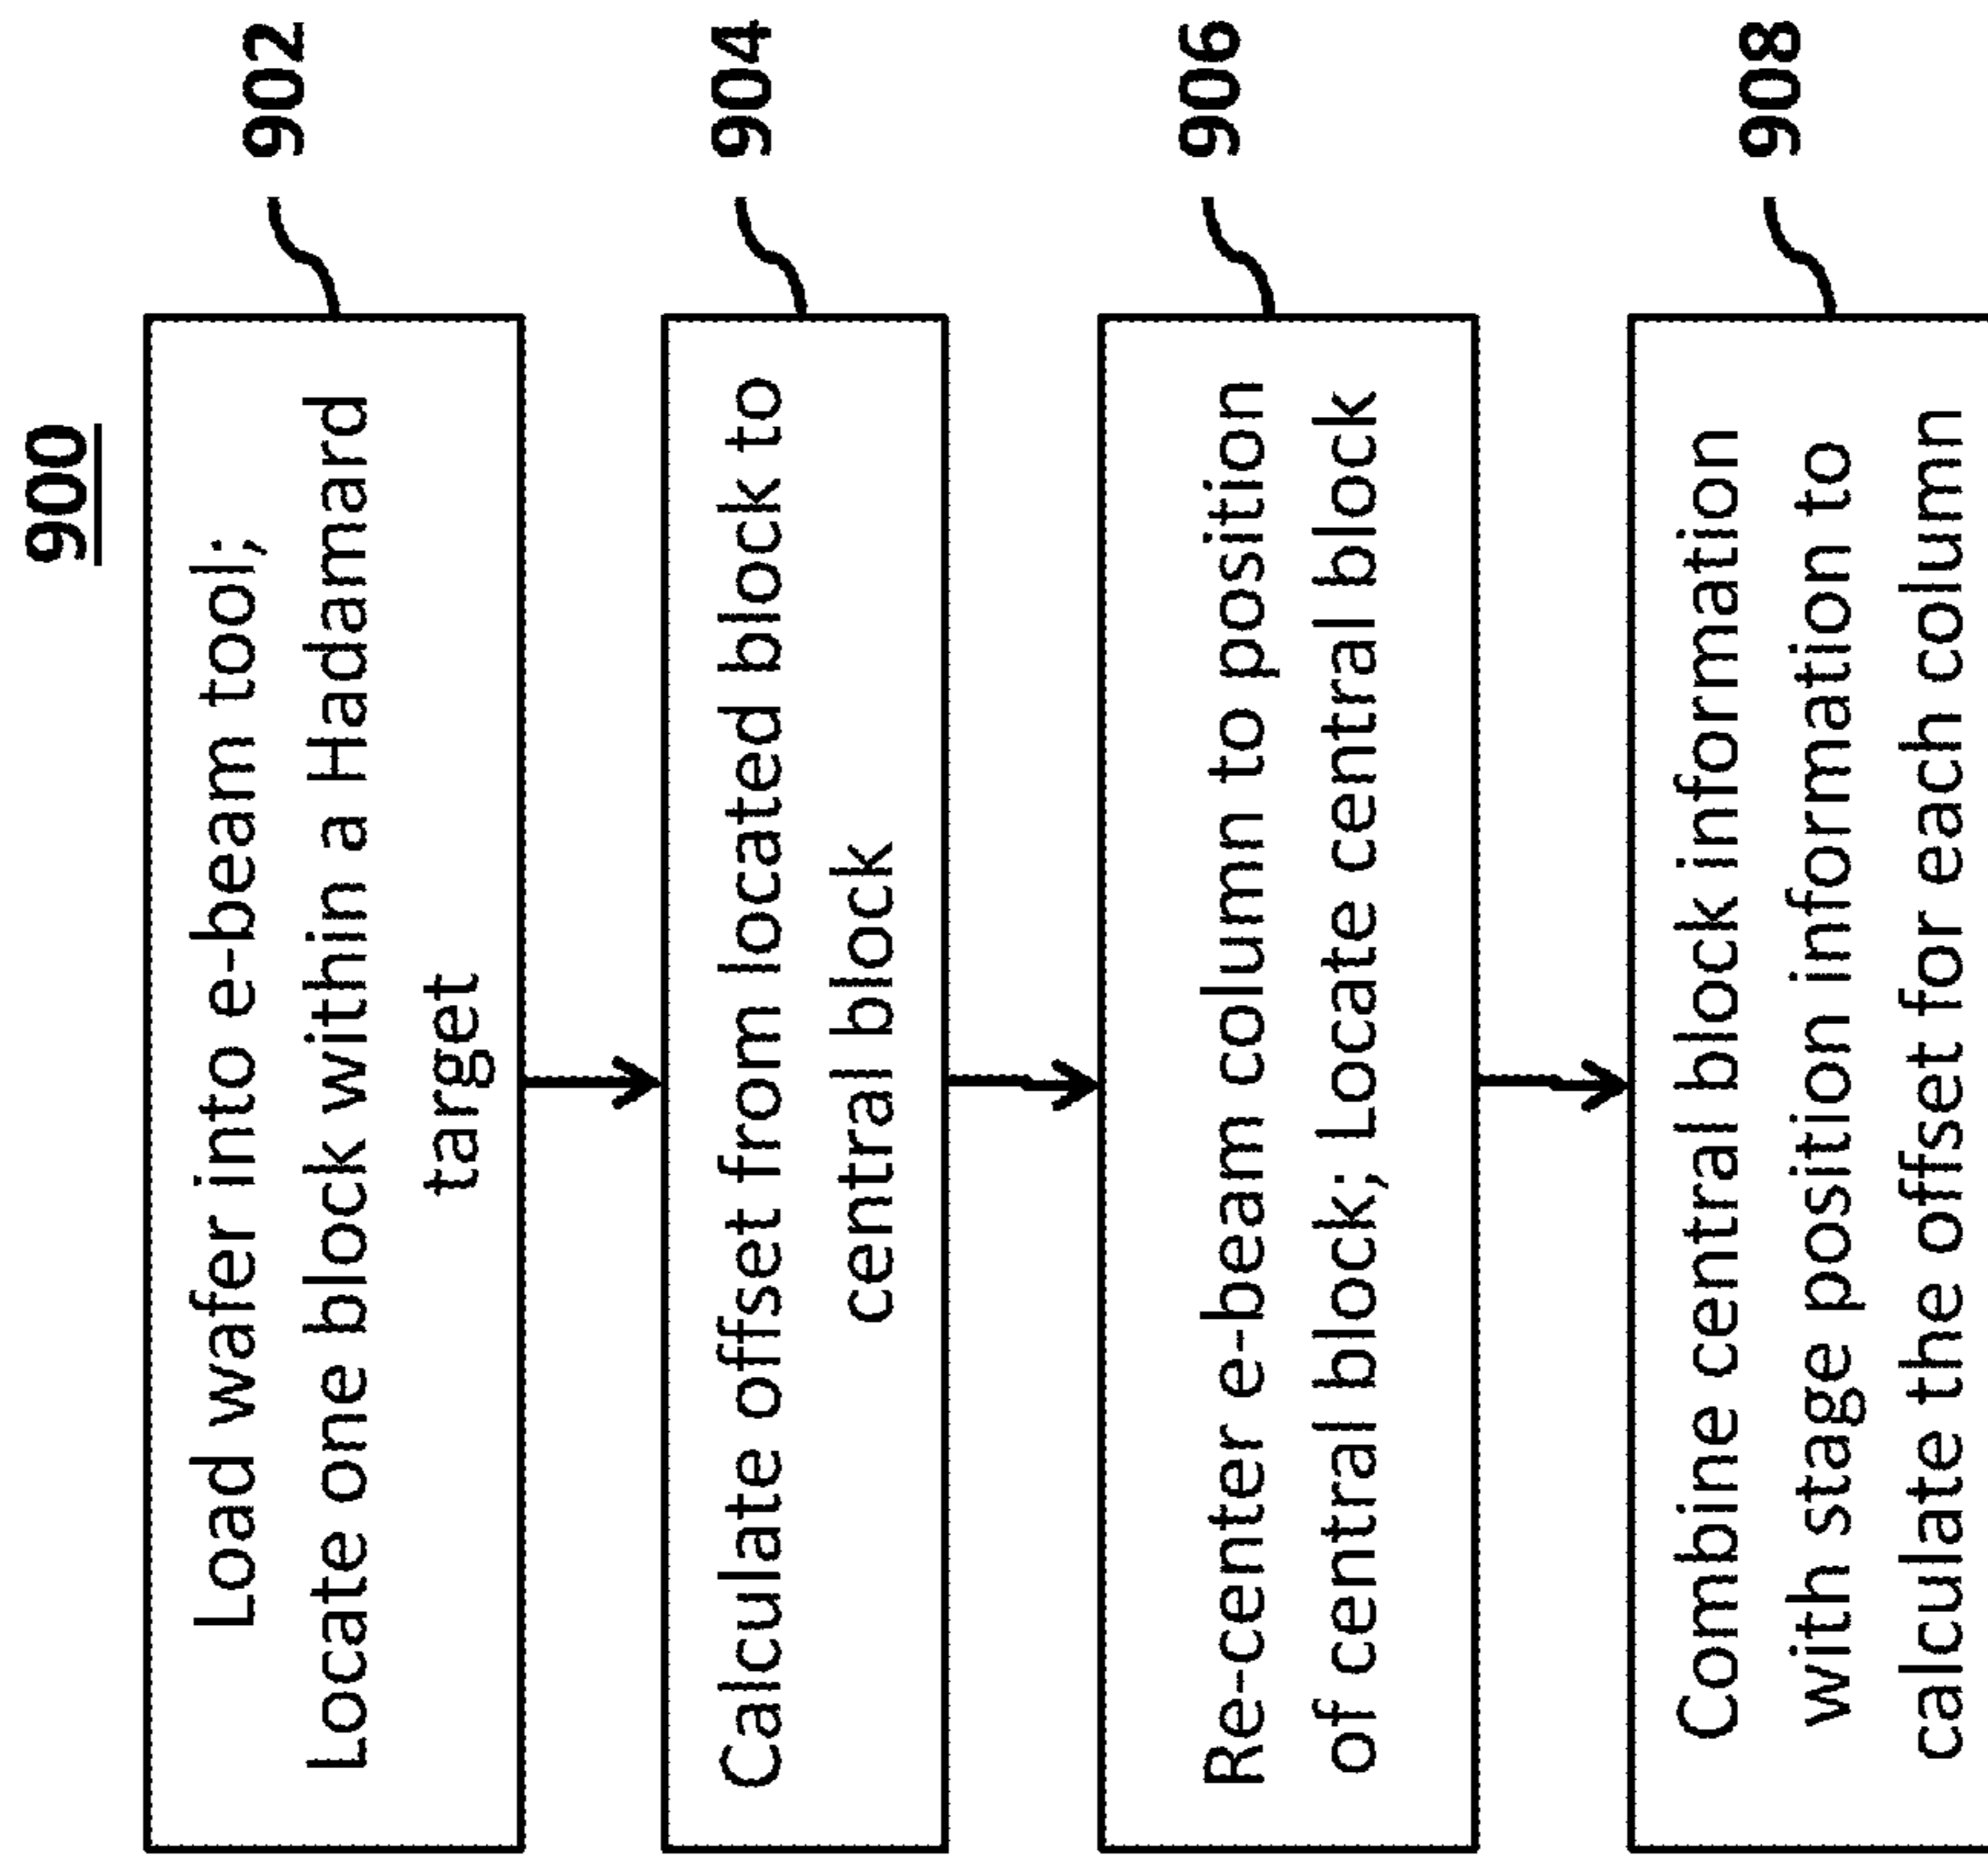 900
Load wafer into e-beam tool;
Locate one block within a Hadamard
target
902
Calculate offset from located block to
central block
904
Re-center e-beam column to position
of central block; Locate central block
906
Combine central block information
with stage position information to
calculate the offset for each column
908